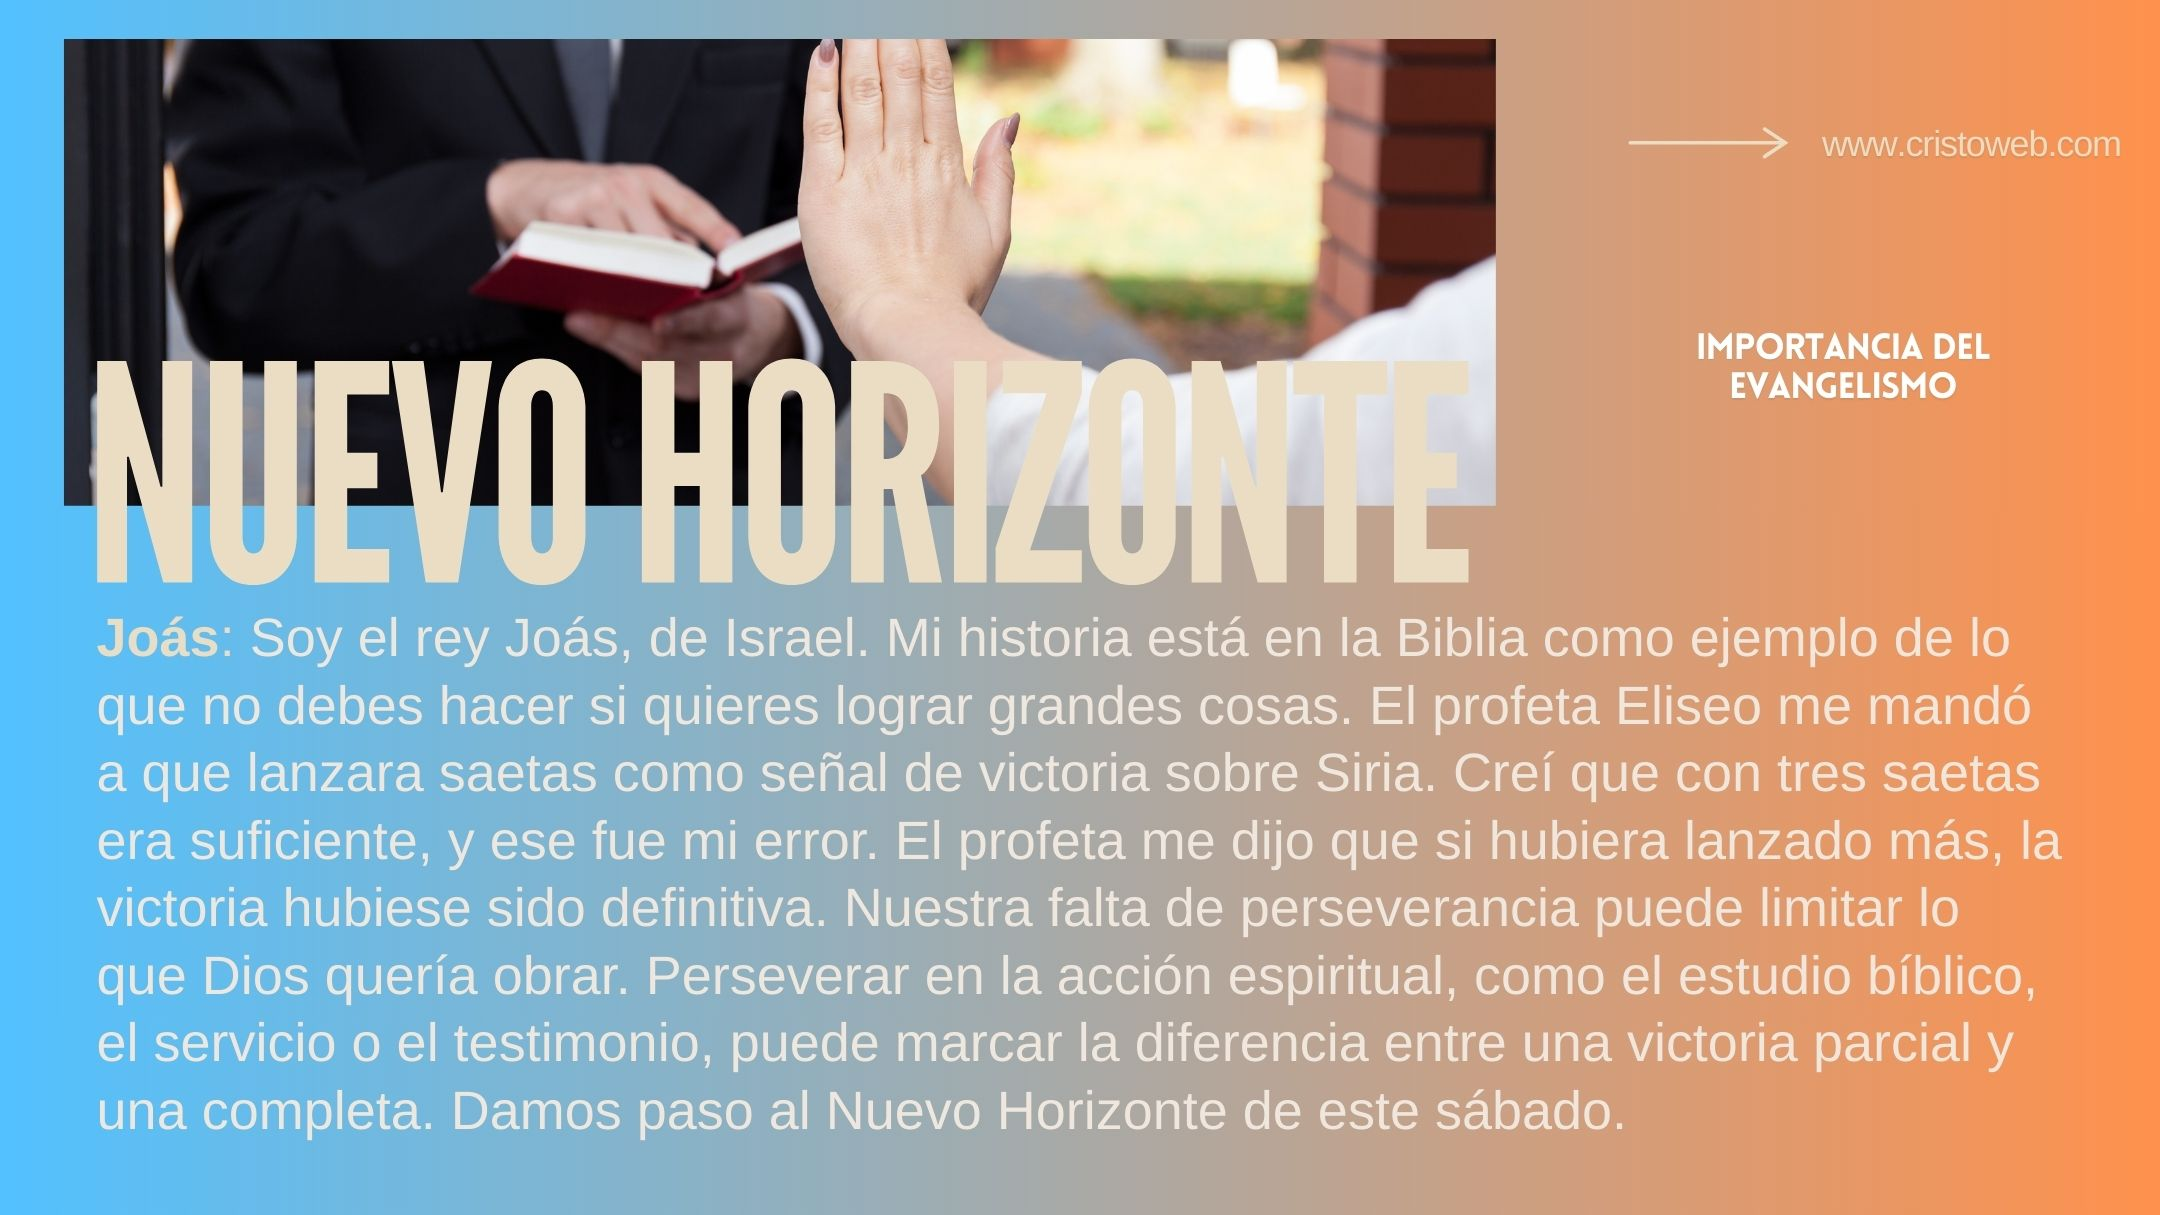 www.cristoweb.com
IMPORTANCIA DEL
EVANGELISMO
NUEVO HORIZONTE
Joás: Soy el rey Joás, de Israel. Mi historia está en la Biblia como ejemplo de lo
que no debes hacer si quieres lograr grandes cosas. El profeta Eliseo me mandó
a que lanzara saetas como señal de victoria sobre Siria. Creí que con tres saetas
era suficiente, y ese fue mi error. El profeta me dijo que si hubiera lanzado más, la
victoria hubiese sido definitiva. Nuestra falta de perseverancia puede limitar lo
que Dios quería obrar. Perseverar en la acción espiritual, como el estudio bíblico,
el servicio o el testimonio, puede marcar la diferencia entre una victoria parcial y
una completa. Damos paso al Nuevo Horizonte de este sábado.